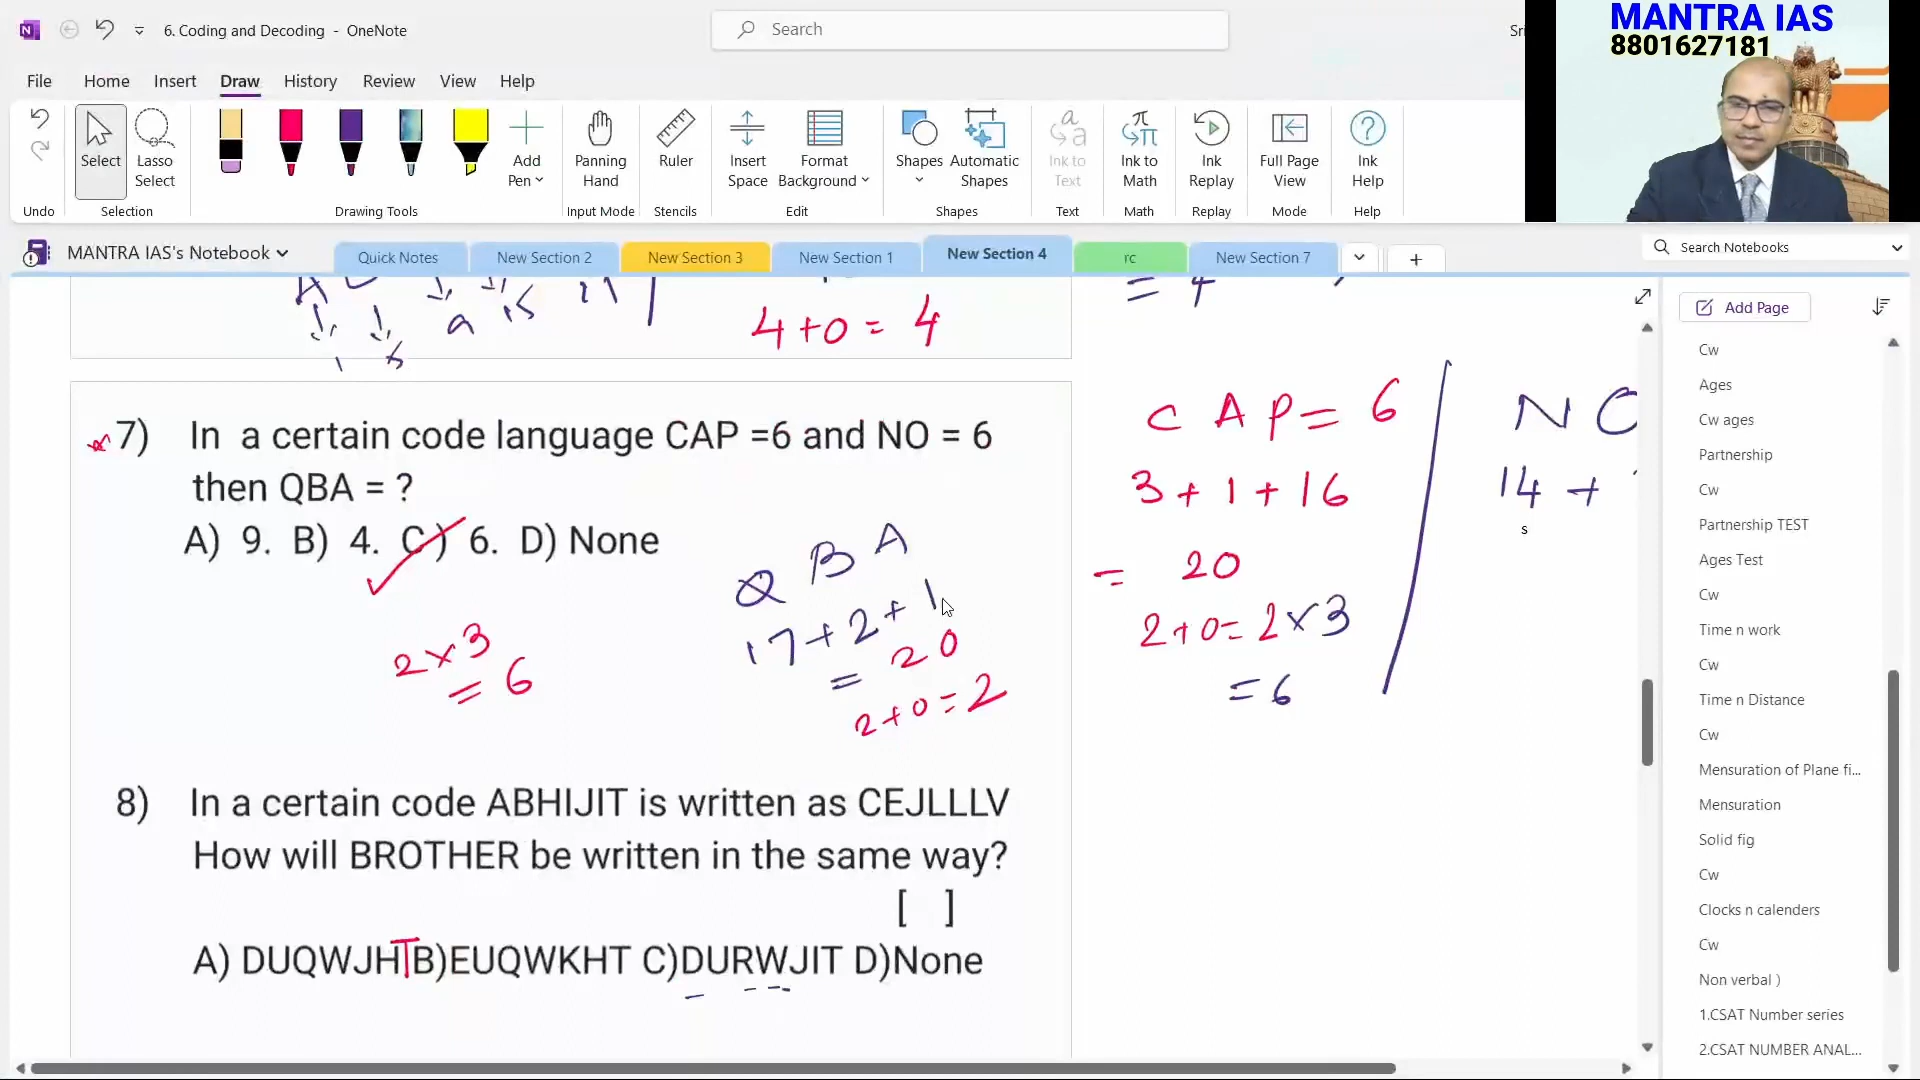 6. Coding and Decoding - OneNote
Search
Sri
MANTRA IAS
8801627181
File Home Insert Draw History Review View Help
Select
Lasso Select
Add Pen
Panning Hand
Ruler
Insert Space
Format Background
Shapes
Automatic Shapes
Ink to Text
Ink to Math
Ink Replay
Full Page View
Ink Help
Undo
Selection
Drawing Tools
Input Mode
Stencils
Edit
Shapes
Text
Math
Replay
Mode
Help
MANTRA IAS's Notebook
Quick Notes
New Section 2
New Section 3
New Section 1
New Section 4
rc
New Section 7
Search Notebooks
4+0 = 4
7) In a certain code language CAP =6 and NO = 6
then QBA = ?
A) 9. B) 4. C) 6. D) None
Q B A
17+2+1
= 20
2+0=2
2×3
= 6
C A P = 6
3 + 1 + 16
= 20
2+0=2×3
=6
N O
14 +
s
8) In a certain code ABHIJIT is written as CEJLLLV
How will BROTHER be written in the same way?
[ ]
A) DUQWJHT B)EUQWKHT C)DURWJIT D)None
Add Page
Cw
Ages
Cw ages
Partnership
Cw
Partnership TEST
Ages Test
Cw
Time n work
Cw
Time n Distance
Cw
Mensuration of Plane fi...
Mensuration
Solid fig
Cw
Clocks n calenders
Cw
Non verbal )
1.CSAT Number series
2.CSAT NUMBER ANAL...